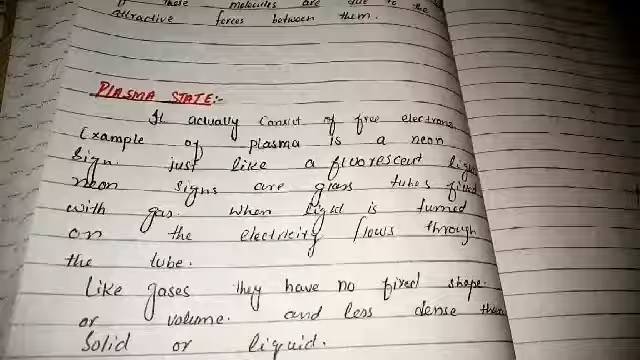 these molecules are due to the
attractive forces between them.
PLASMA STATE:-
It actually Consist of free electrons
Example of plasma is a neon
Sign. just like a fluorescent light
neon signs are glass tubes filled
with gas. When light is turned
on the electricity flows through
the tube.
Like gases they have no fixed shape.
or volume. and less dense than
Solid or liquid.